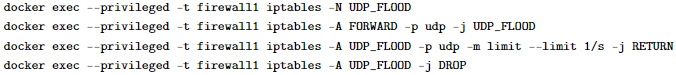 docker exec --privileged -t firewall1 iptables -N UDP_FLOOD
docker exec --privileged -t firewall1 iptables -A FORWARD -p udp -j UDP_FLOOD
docker exec --privileged -t firewall1 iptables -A UDP_FLOOD -p udp -m limit --limit 1/s -j RETURN
docker exec --privileged -t firewall1 iptables -A UDP_FLOOD -j DROP